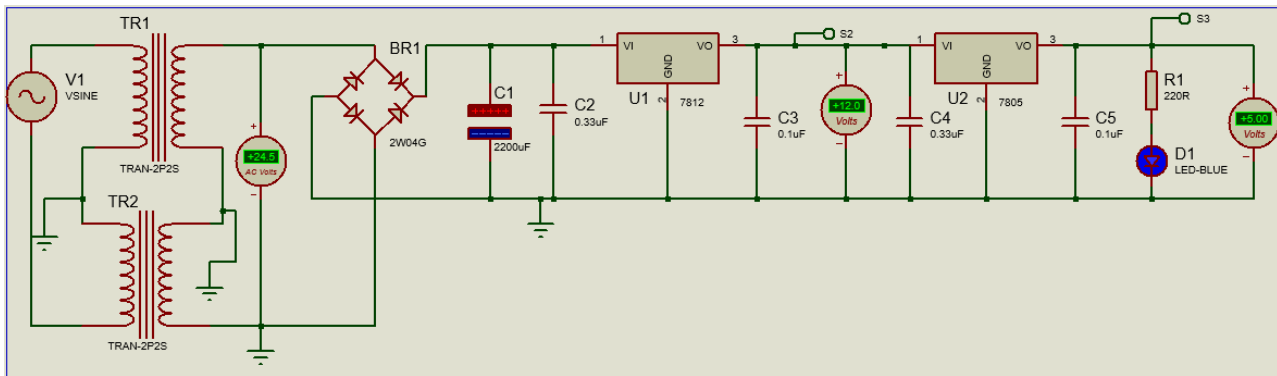 TR1
V1
VSINE
TRAN-2P2S
TR2
TRAN-2P2S
+
+24.5
AC Volts
BR1
2W04G
C1
2200uF
C2
0.33uF
1
VI
VO
3
GND
2
U1
7812
C3
0.1uF
S2
+
+12.0
Volts
C4
0.33uF
1
VI
VO
3
GND
2
U2
7805
C5
0.1uF
S3
R1
220R
D1
LED-BLUE
+
+5.00
Volts